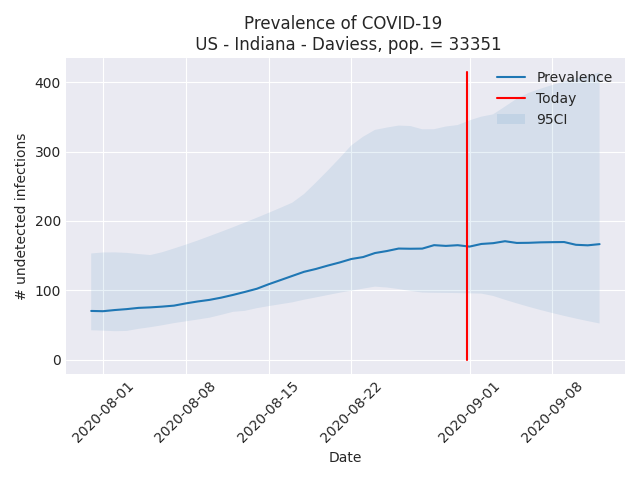 Prevalence of COVID-19
US - Indiana - Daviess, pop. = 33351
Prevalence
Today
95CI
# undetected infections
400
300
200
100
0
2020-08-01
2020-08-08
2020-08-15
2020-08-22
2020-09-01
2020-09-08
Date